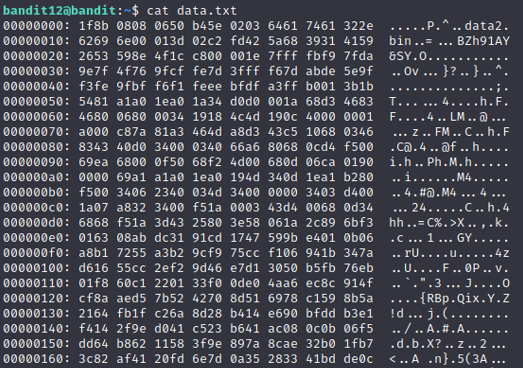 bandit12@bandit:~$ cat data.txt
00000000: 1f8b 0808 0650 b45e 0203 6461 7461 322e  .....P.^..data2.
00000010: 6269 6e00 013d 02c2 fd42 5a68 3931 4159  bin..=...BZh91AY
00000020: 2653 598e 4f1c c800 001e 7fff fbf9 7fda  &SY.O...........
00000030: 9e7f 4f76 9fcf fe7d 3fff f67d abde 5e9f  ..Ov...}?..}..^.
00000040: f3fe 9fbf f6f1 feee bfdf a3ff b001 3b1b  ..............;.
00000050: 5481 a1a0 1ea0 1a34 d0d0 001a 68d3 4683  T......4....h.F.
00000060: 4680 0680 0034 1918 4c4d 190c 4000 0001  F....4..LM..@...
00000070: a000 c87a 81a3 464d a8d3 43c5 1068 0346  ...z..FM..C..h.F
00000080: 8343 40d0 3400 0340 66a6 8068 0cd4 f500  .C@.4..@f..h....
00000090: 69ea 6800 0f50 68f2 4d00 680d 06ca 0190  i.h..Ph.M.h.....
000000a0: 0000 69a1 a1a1 1ea0 194d 340d 1ea1 b280  ..i......M4.....
000000b0: f500 3406 2340 034d 3400 0000 3403 d400  ..4.#@.M4...4...
000000c0: 1a07 a832 3400 f51a 0003 43d4 0068 0d34  ...24.....C..h.4
000000d0: 6868 f51a 3d43 2580 3e58 061a 2c89 6bf3  hh..=C%.>X..,.k.
000000e0: 0163 08ab dc31 91cd 1747 599b e401 0b06  .c...1...GY.....
000000f0: a8b1 7255 a3b2 9cf9 75cc f106 941b 347a  ..rU....u.....4z
00000100: d616 55cc 2ef2 9d46 e7d1 3050 b5fb 76eb  ..U....F..0P..v.
00000110: 01f8 60c1 2201 33f0 0de0 4aa6 ec8c 914f  ..`.".3...J....O
00000120: cf8a aed5 7b52 4270 8d51 6978 c159 8b5a  ....{RBp.Qix.Y.Z
00000130: 2164 fb1f c26a 8d28 b414 e690 bfdd b3e1  !d...j.(........
00000140: f414 2f9e d041 c523 b641 ac08 0c0b 06f5  ../..A.#.A......
00000150: dd64 b862 1158 3f9e 897a 8cae 32b0 1fb7  .d.b.X?..z..2...
00000160: 3c82 af41 20fd 6e7d 0a35 2833 41bd de0c  <..A .n}.5(3A...